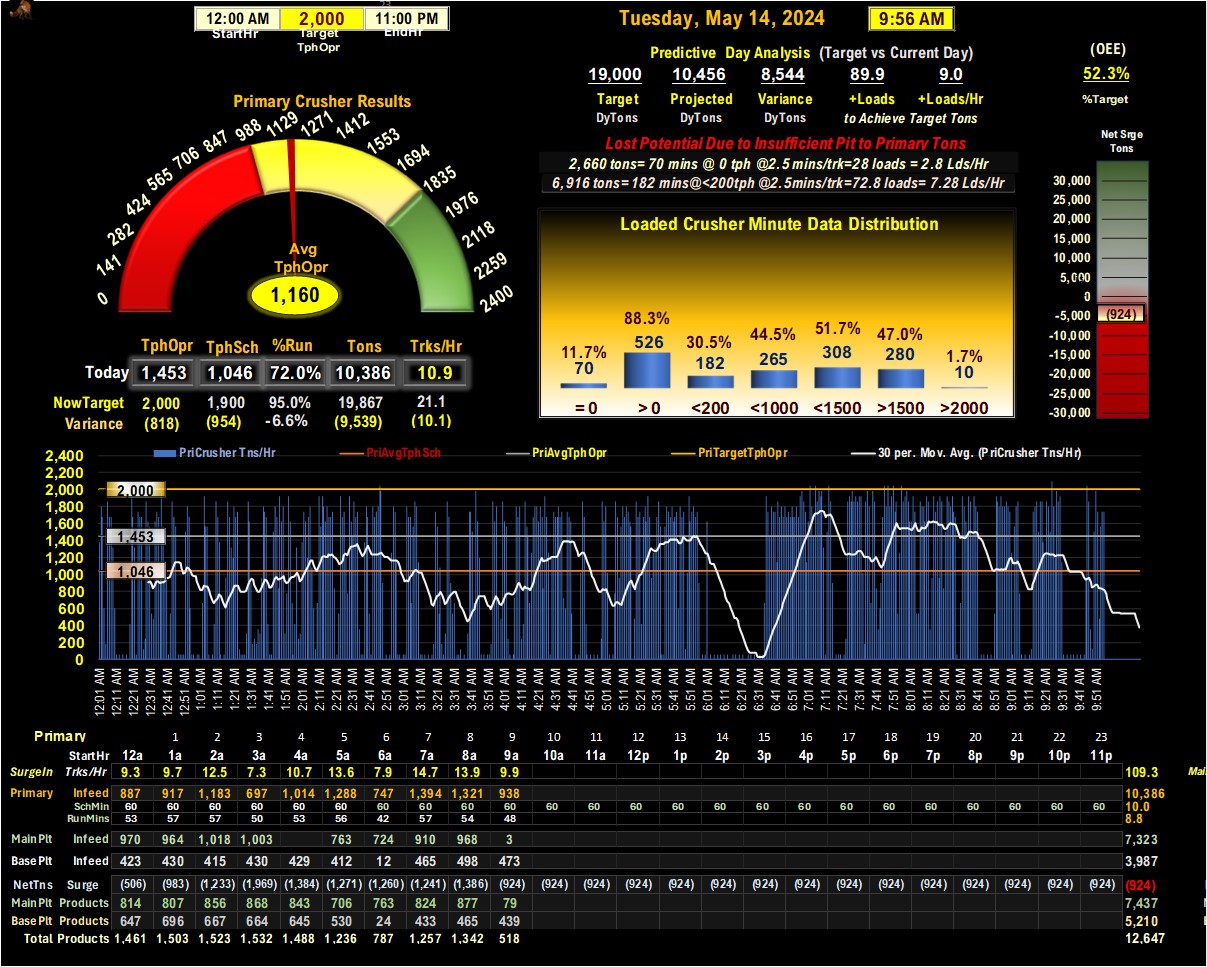 23
12:00 AM 2,000 11:00 PM
StartHr Target EndHr
TphOpr
Tuesday, May 14, 2024 9:56 AM
Predictive Day Analysis (Target vs Current Day)
19,000 10,456 8,544 89.9 9.0
Target Projected Variance +Loads +Loads/Hr
DyTons DyTons DyTons to Achieve Target Tons
(OEE)
52.3%
%Target
Primary Crusher Results
0 141 282 424 565 706 847 988 1129 1271 1412 1553 1694 1835 1976 2118 2259 2400
Avg
TphOpr
1,160
Lost Potential Due to Insufficient Pit to Primary Tons
2,660 tons= 70 mins @ 0 tph @2.5 mins/trk=28 loads = 2.8 Lds/Hr
6,916 tons= 182 mins@<200tph @2.5mins/trk=72.8 loads= 7.28 Lds/Hr
Loaded Crusher Minute Data Distribution
11.7% 88.3% 30.5% 44.5% 51.7% 47.0% 1.7%
70 526 182 265 308 280 10
= 0 > 0 <200 <1000 <1500 >1500 >2000
Net Srge
Tons
30,000
25,000
20,000
15,000
10,000
5,000
0
-5,000
(924)
-10,000
-15,000
-20,000
-25,000
-30,000
TphOpr TphSch %Run Tons Trks/Hr
Today 1,453 1,046 72.0% 10,386 10.9
NowTarget 2,000 1,900 95.0% 19,867 21.1
Variance (818) (954) -6.6% (9,539) (10.1)
PriCrusher Tns/Hr PriAvgTph Sch PriAvgTph Opr PriTargetTphOpr 30 per. Mov. Avg. (PriCrusher Tns/Hr)
2,400
2,200
2,000
1,800
1,600
1,400
1,200
1,000
800
600
400
200
0
2,000
1,453
1,046
12:01 AM 12:11 AM 12:21 AM 12:31 AM 12:41 AM 12:51 AM 1:01 AM 1:11 AM 1:21 AM 1:31 AM 1:41 AM 1:51 AM 2:01 AM 2:11 AM 2:21 AM 2:31 AM 2:41 AM 2:51 AM 3:01 AM 3:11 AM 3:21 AM 3:31 AM 3:41 AM 3:51 AM 4:01 AM 4:11 AM 4:21 AM 4:31 AM 4:41 AM 4:51 AM 5:01 AM 5:11 AM 5:21 AM 5:31 AM 5:41 AM 5:51 AM 6:01 AM 6:11 AM 6:21 AM 6:31 AM 6:41 AM 6:51 AM 7:01 AM 7:11 AM 7:21 AM 7:31 AM 7:41 AM 7:51 AM 8:01 AM 8:11 AM 8:21 AM 8:31 AM 8:41 AM 8:51 AM 9:01 AM 9:11 AM 9:21 AM 9:31 AM 9:41 AM 9:51 AM
Primary 1 2 3 4 5 6 7 8 9 10 11 12 13 14 15 16 17 18 19 20 21 22 23
StartHr 12a 1a 2a 3a 4a 5a 6a 7a 8a 9a 10a 11a 12p 1p 2p 3p 4p 5p 6p 7p 8p 9p 10p 11p
SurgeIn Trks/Hr 9.3 9.7 12.5 7.3 10.7 13.6 7.9 14.7 13.9 9.9 109.3
Primary Infeed 887 917 1,183 697 1,014 1,288 747 1,394 1,321 938 10,386
SchMin 60 60 60 60 60 60 60 60 60 60 60 60 60 60 60 60 60 60 60 60 60 60 60 60 10.0
RunMins 53 57 57 50 53 56 42 57 54 48 8.8
MainPlt Infeed 970 964 1,018 1,003 763 724 910 968 3 7,323
BasePlt Infeed 423 430 415 430 429 412 12 465 498 473 3,987
NetTns Surge (506) (983) (1,233) (1,969) (1,384) (1,271) (1,260) (1,241) (1,386) (924) (924) (924) (924) (924) (924) (924) (924) (924) (924) (924) (924) (924) (924) (924) (924)
MainPlt Products 814 807 856 868 843 706 763 824 877 79 7,437
BasePlt Products 647 696 667 664 645 530 24 433 465 439 5,210
Total Products 1,461 1,503 1,523 1,532 1,488 1,236 787 1,257 1,342 518 12,647